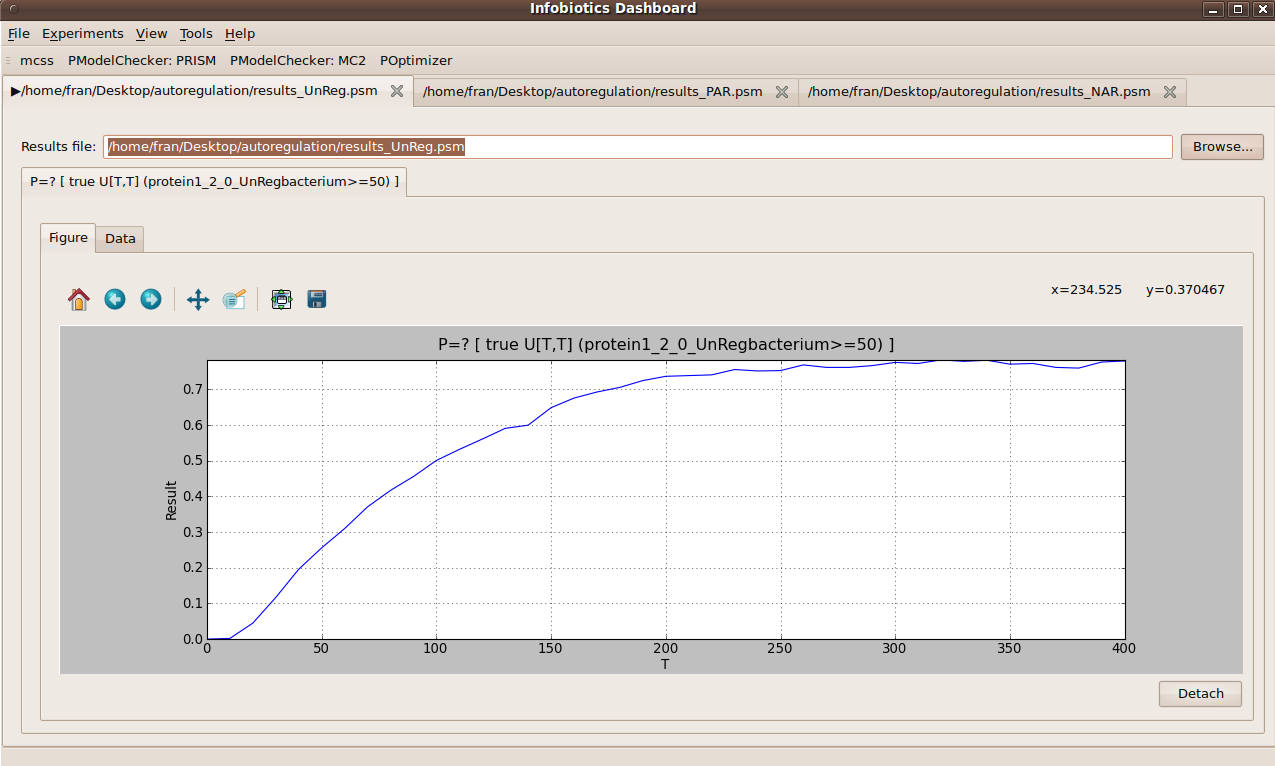 Infobiotics Dashboard
File Experiments View Tools Help
mcss PModelChecker: PRISM PModelChecker: MC2 POptimizer
▶/home/fran/Desktop/autoregulation/results_UnReg.psm /home/fran/Desktop/autoregulation/results_PAR.psm /home/fran/Desktop/autoregulation/results_NAR.psm
Results file: /home/fran/Desktop/autoregulation/results_UnReg.psm Browse...
P=? [ true U[T,T] (protein1_2_0_UnRegbacterium>=50) ]
Figure Data
x=234.525 y=0.370467
P=? [ true U[T,T] (protein1_2_0_UnRegbacterium>=50) ]
0.7
0.6
0.5
0.4
0.3
0.2
0.1
0.0
Result
0 50 100 150 200 250 300 350 400
T
Detach